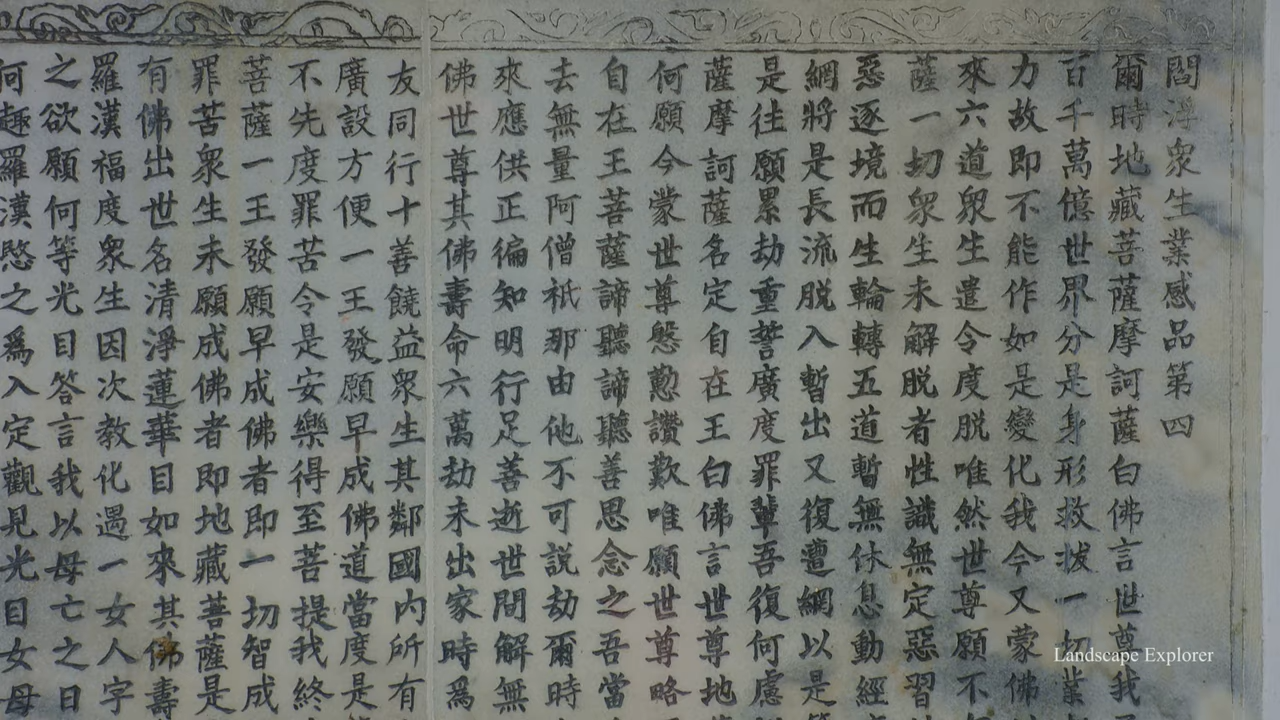 閻浮衆生業感品第四
爾時地藏菩薩摩訶薩白佛言世尊我
百千萬億世界分是身形救拔一切業
力故即不能作如是變化我今又蒙佛
來六道衆生遣令度脱唯然世尊願不
薩一切衆生未解脱者性識無定惡習
惡逐境而生輪轉五道暫無休息動經
網將是長流脱入暫出又復遭網以是
是往願累劫重誓廣度罪輩吾復何慮
薩摩訶薩名定自在王白佛言世尊地
何願今蒙世尊慇懃讃歎唯願世尊略
自在王菩薩諦聽諦聽善思念之吾當
去無量阿僧祇那由他不可説劫爾時
來應供正徧知明行足善逝世間解無
佛世尊其佛壽命六萬劫未出家時爲
友同行十善饒益衆生其鄰國内所有
廣設方便一王發願早成佛道當度是
不先度罪苦令是安樂得至菩提我終
菩薩一王發願早成佛者即一切智成
罪苦衆生未願成佛者即地藏菩薩是
有佛出世名清淨蓮華目如來其佛壽
羅漢福度衆生因次教化遇一女人字
之欲願何等光目答言我以母亡之日
何趣羅漢愍之爲入定觀見光目女母
Landscape Explorer